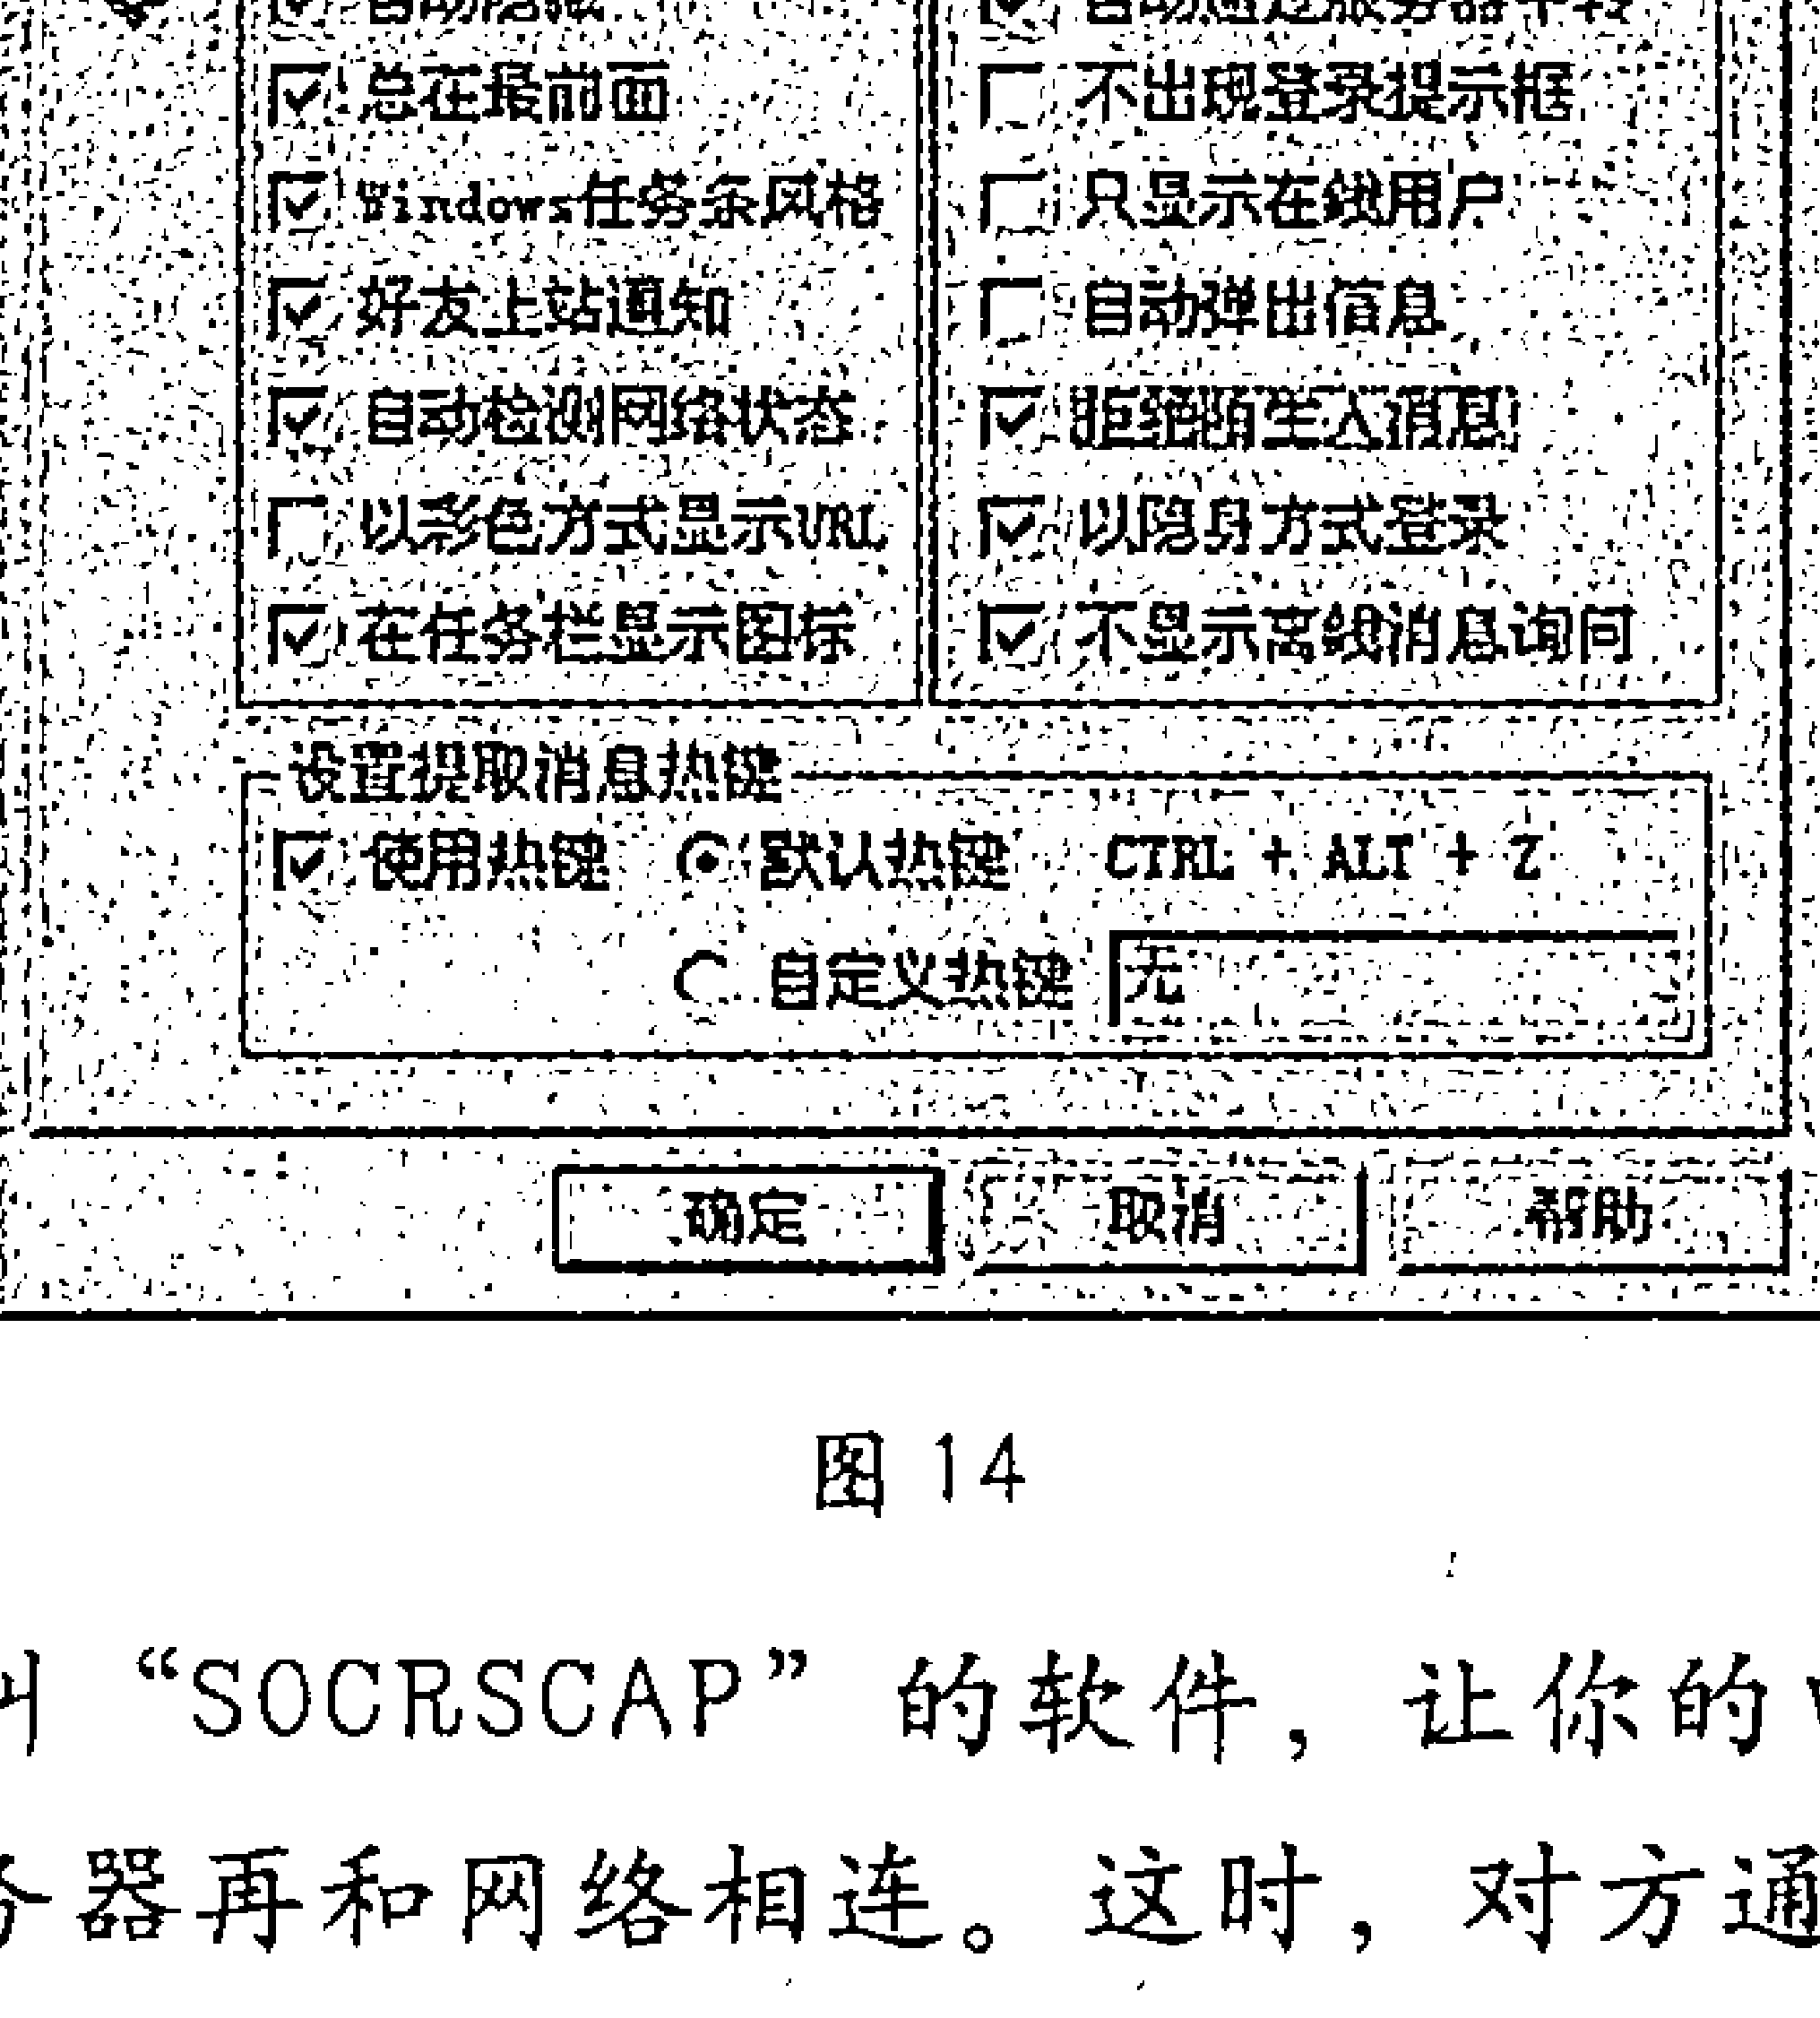 总在最前面
不出现登录提示框
Windows任务条风格
只显示在线用户
好友上站通知
自动弹出信息
自动检测网络状态
拒绝陌生人消息
以彩色方式显示URL
以隐身方式登录
在任务栏显示图标
不显示离线消息询问
设置提取消息热键
使用热键 默认热键 CTRL + ALT + Z
自定义热键 无
确定 取消 帮助
图 14
叫“SOCRSCAP”的软件，让你的
务器再和网络相连。这时，对方通